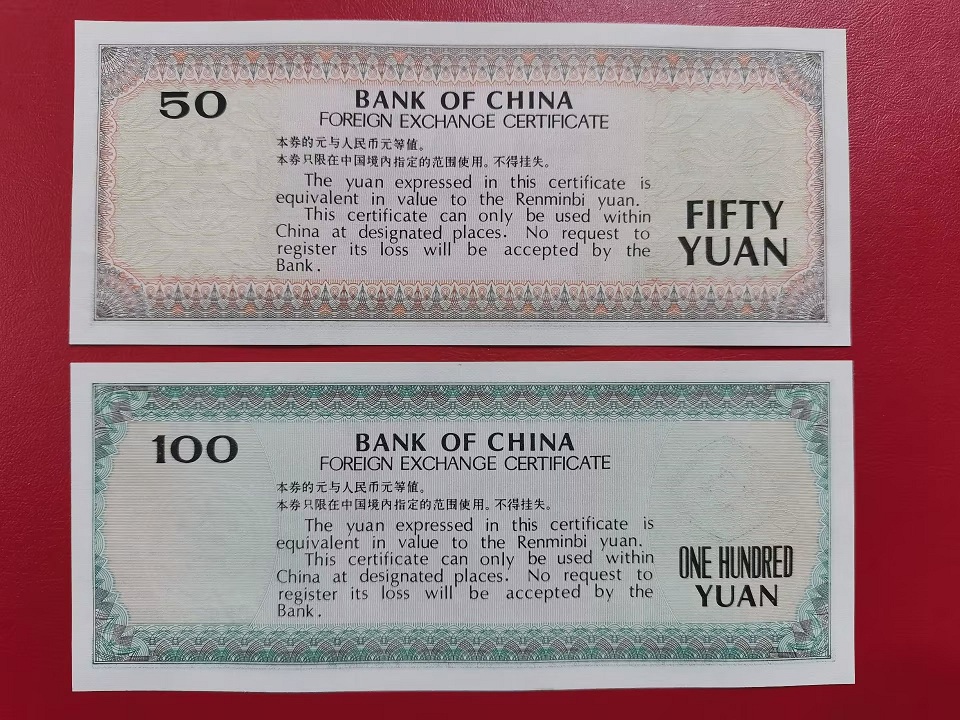 50
BANK OF CHINA
FOREIGN EXCHANGE CERTIFICATE
本券的元与人民币元等值。
本券只限在中国境内指定的范围使用。不得挂失。
The yuan expressed in this certificate is
equivalent in value to the Renminbi yuan.
This certificate can only be used within
China at designated places. No request to
register its loss will be accepted by the
Bank.
FIFTY
YUAN
100
BANK OF CHINA
FOREIGN EXCHANGE CERTIFICATE
本券的元与人民币元等值。
本券只限在中国境内指定的范围使用。不得挂失。
The yuan expressed in this certificate is
equivalent in value to the Renminbi yuan.
This certificate can only be used within
China at designated places. No request to
register its loss will be accepted by the
Bank.
ONE HUNDRED
YUAN